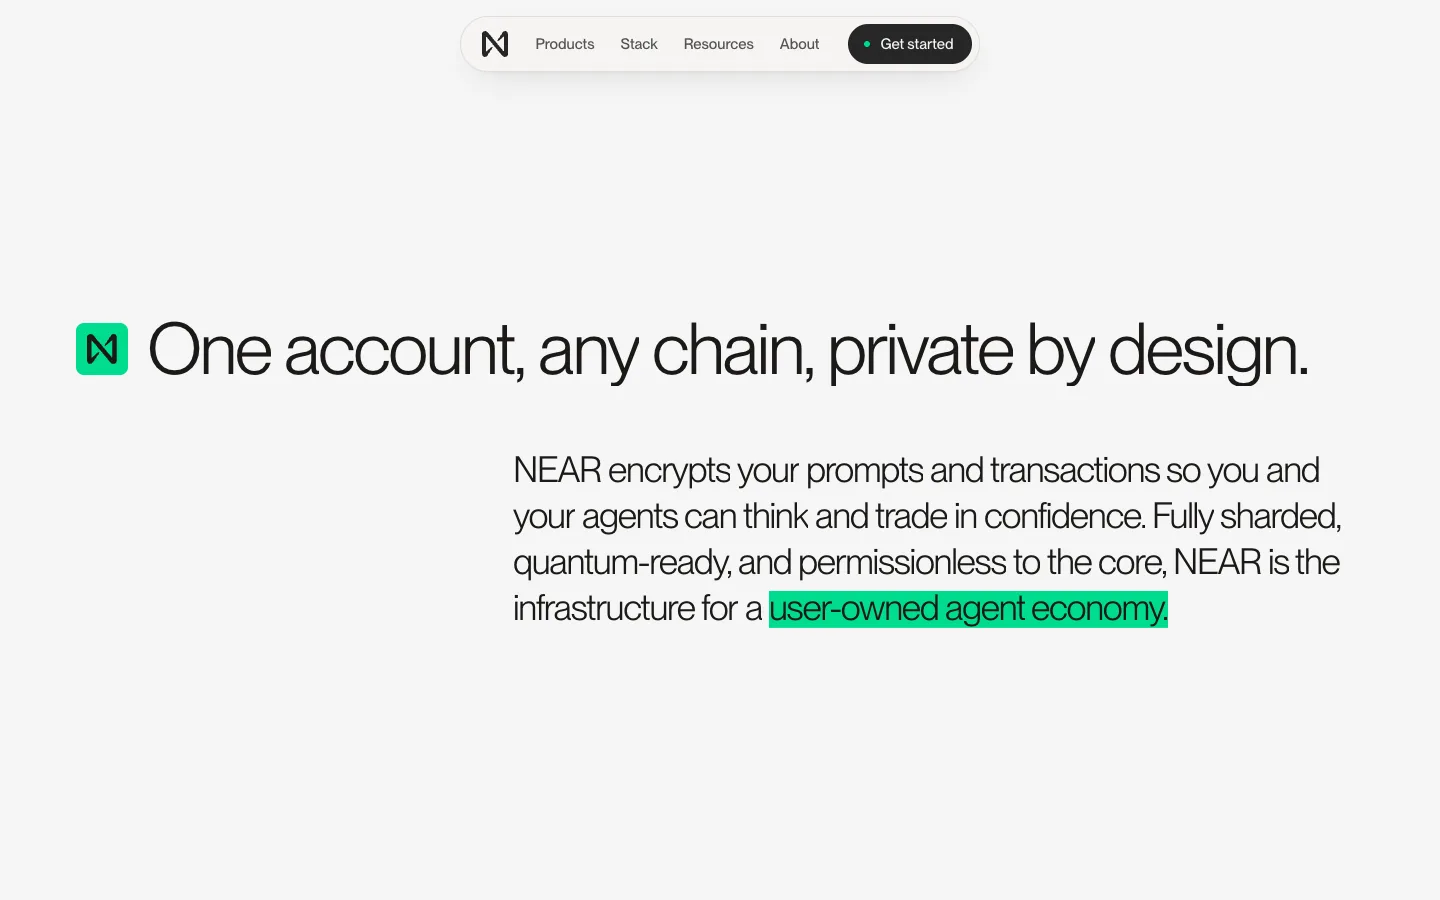 Products Stack Resources About Get started
One account, any chain, private by design.
NEAR encrypts your prompts and transactions so you and
your agents can think and trade in confidence. Fully sharded,
quantum-ready, and permissionless to the core, NEAR is the
infrastructure for a user-owned agent economy.